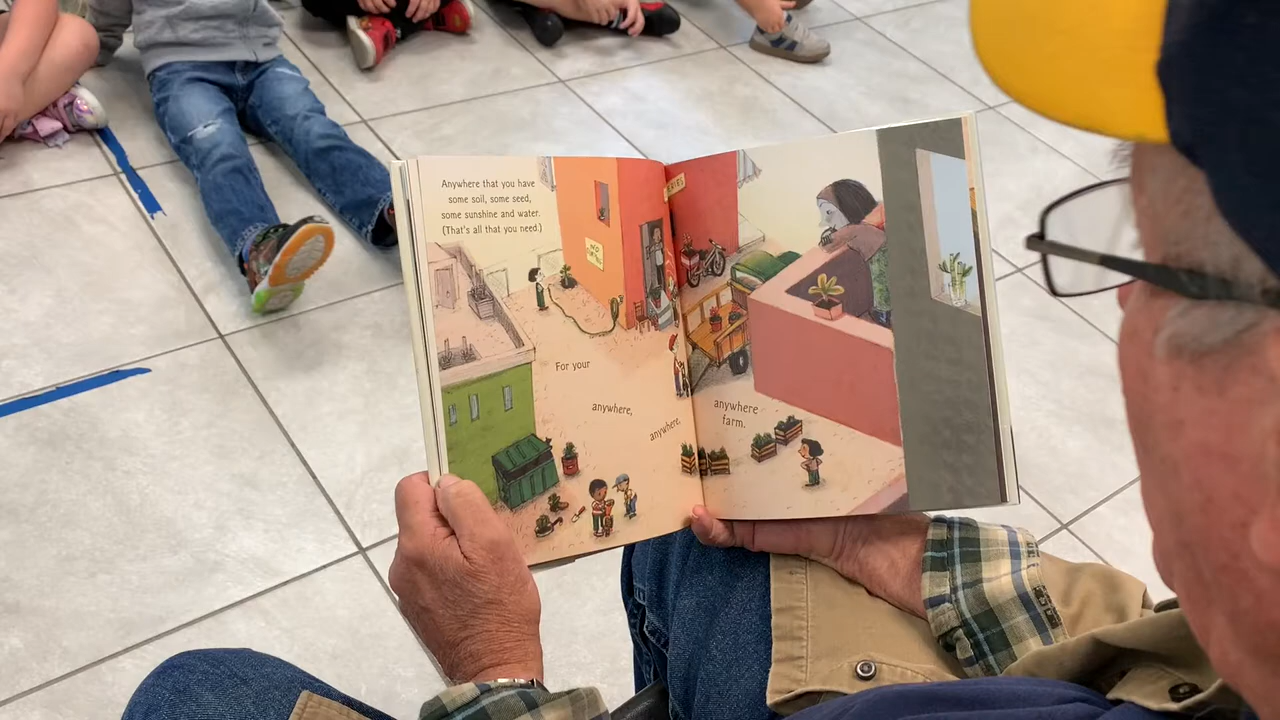 Anywhere that you have
some soil, some seed,
some sunshine and water.
(That's all that you need.)
For your
anywhere,
anywhere,
anywhere
farm.
NO